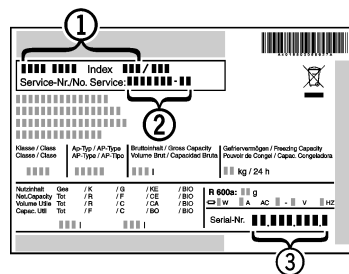 1
Index /
Service-Nr./No. Service: -
2
Klasse / Class
Classe / Classe
Ap-Typ / AP-Type
AP-Type / AP-Tipo
Bruttoinhalt / Gross Capacity
Volume Brut / Capacidad Bruta
Gefriervermögen / Freezing Capacity
Pouvoir de Congel / Capac. Congeladora
l
kg / 24 h
Nutzinhalt Ges / K / G / KE / BIO
Net.Capacity Tot / R / F / CE / BIO
Volume Utile Tot / R / C / CA / BIO
Capac. Util Tot / F / C / BO / BIO
l l
R 600a: g
W A AC - V HZ
Serial-Nr.
3